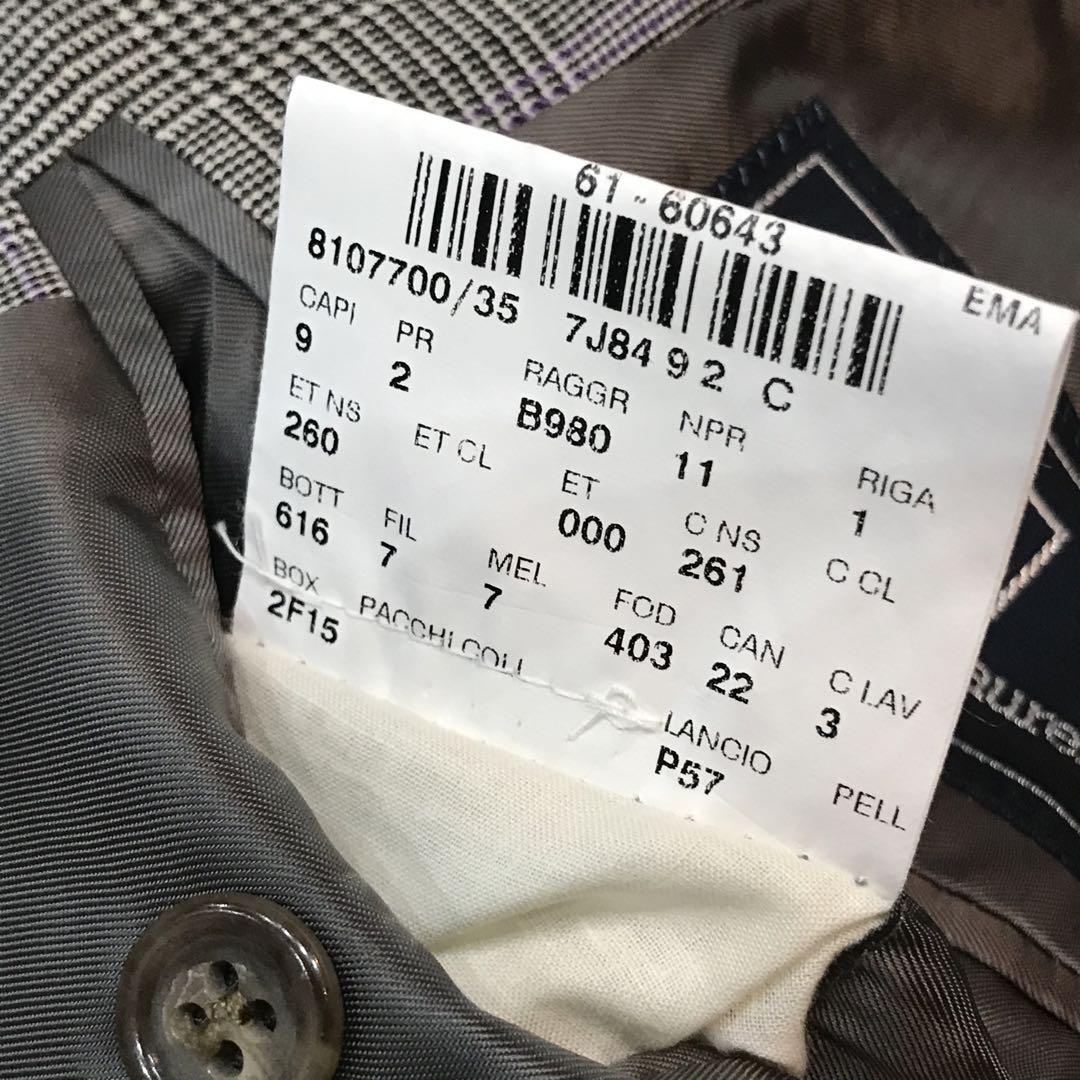 61-60643
EMA
8107700/35 7J84 9 2 C
CAPI PR RAGGR NPR RIGA
9 2 B980 11 1
ET NS ET CL ET C NS C CL
260 000 261
BOTT FIL MEL FOD CAN C LAV
616 7 7 403 22 3
BOX PACCHI COLL LANCIO PELL
2F15 P57